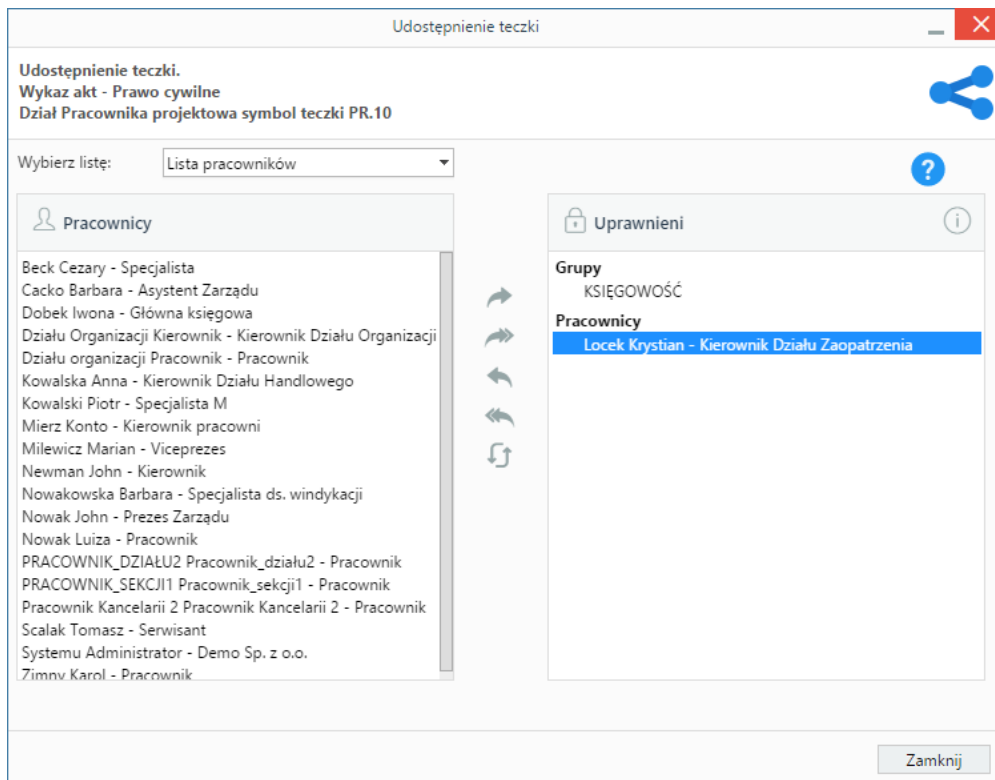 Udostępnienie teczki
Udostępnienie teczki.
Wykaz akt - Prawo cywilne
Dział Pracownika projektowa symbol teczki PR.10
Wybierz listę:
Lista pracowników
?
Pracownicy
Beck Cezary - Specjalista
Cacko Barbara - Asystent Zarządu
Dobek Iwona - Główna księgowa
Działu Organizacji Kierownik - Kierownik Działu Organizacji
Działu organizacji Pracownik - Pracownik
Kowalska Anna - Kierownik Działu Handlowego
Kowalski Piotr - Specjalista M
Mierz Konto - Kierownik pracowni
Milewicz Marian - Viceprezes
Newman John - Kierownik
Nowakowska Barbara - Specjalista ds. windykacji
Nowak John - Prezes Zarządu
Nowak Luiza - Pracownik
PRACOWNIK_DZIAŁU2 Pracownik_działu2 - Pracownik
PRACOWNIK_SEKCJI1 Pracownik_sekcji1 - Pracownik
Pracownik Kancelarii 2 Pracownik Kancelarii 2 - Pracownik
Scalak Tomasz - Serwisant
Systemu Administrator - Demo Sp. z o.o.
Zimny Karol - Pracownik
Uprawnieni
Grupy
KSIĘGOWOŚĆ
Pracownicy
Locek Krystian - Kierownik Działu Zaopatrzenia
Zamknij